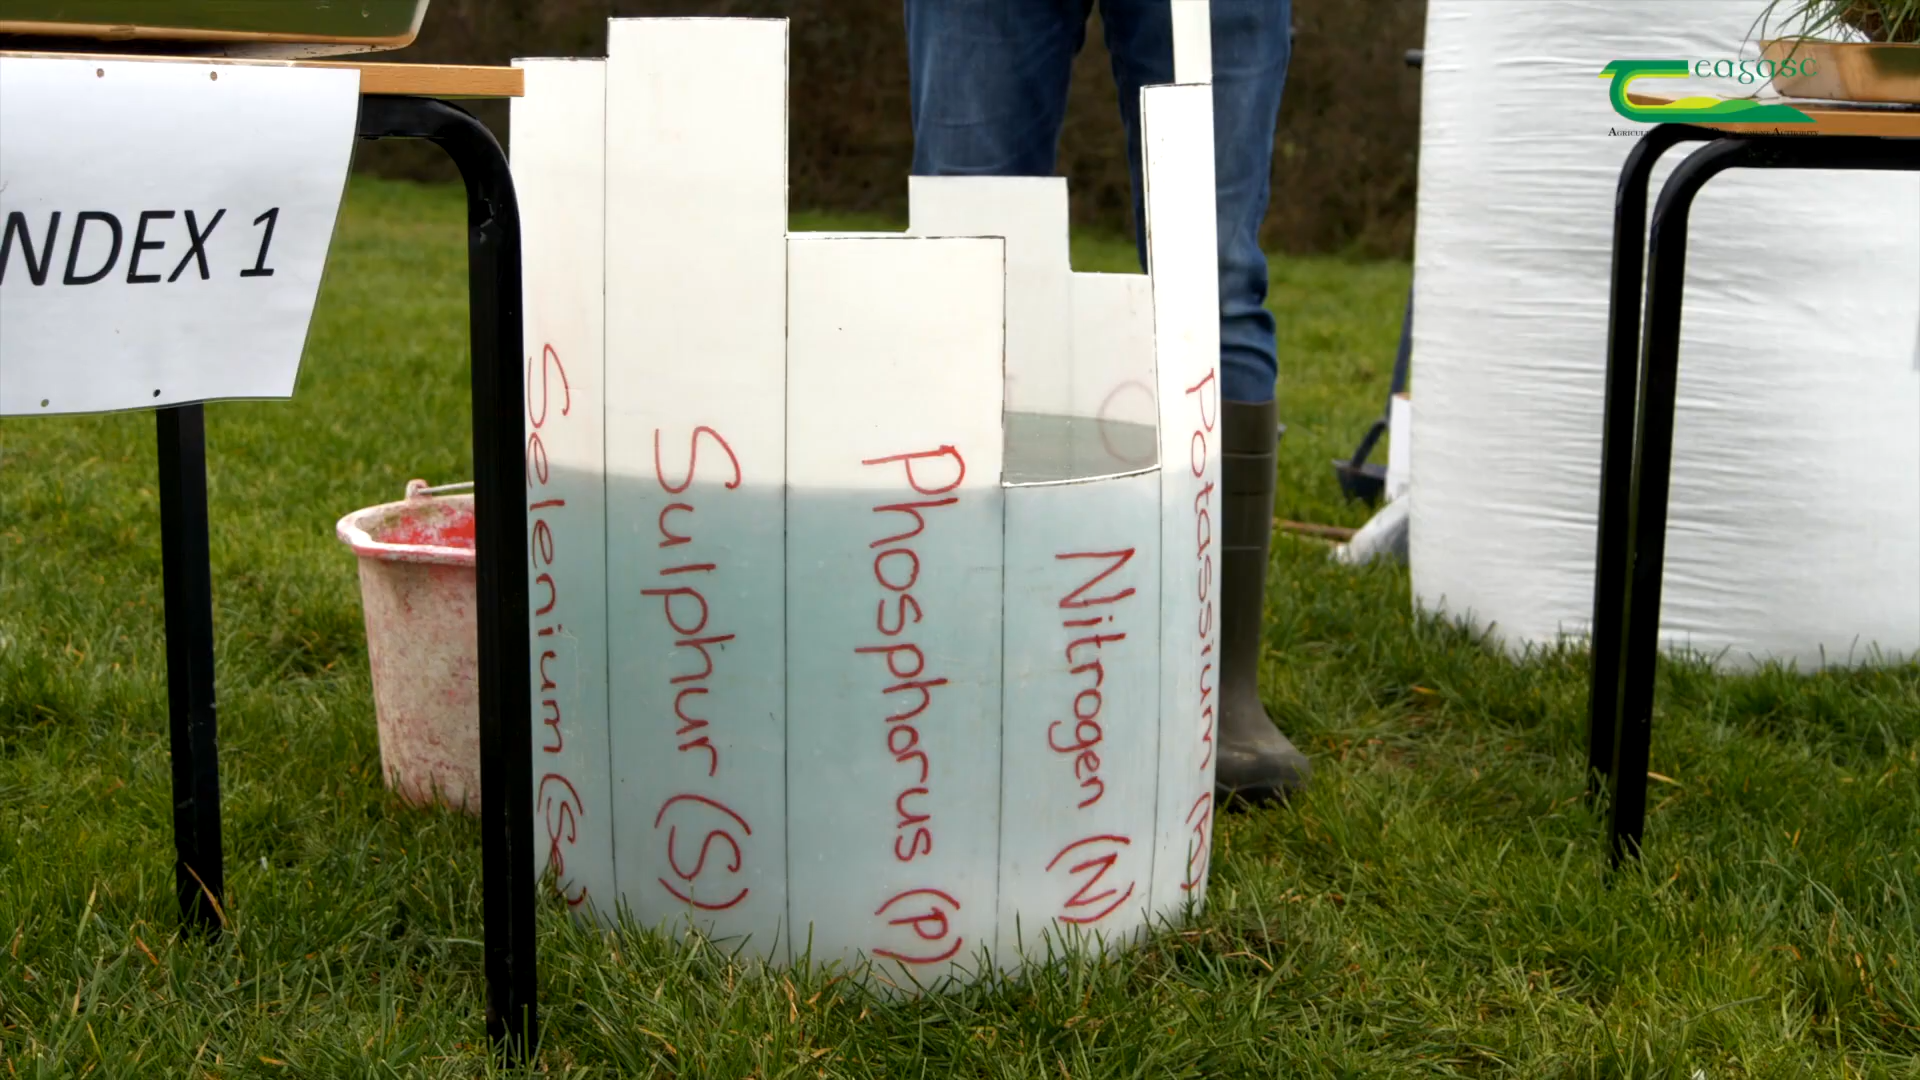 NDEX 1
Selenium (Se)
Sulphur (S)
Phosphorus (P)
Nitrogen (N)
Potassium (K)
eagasc